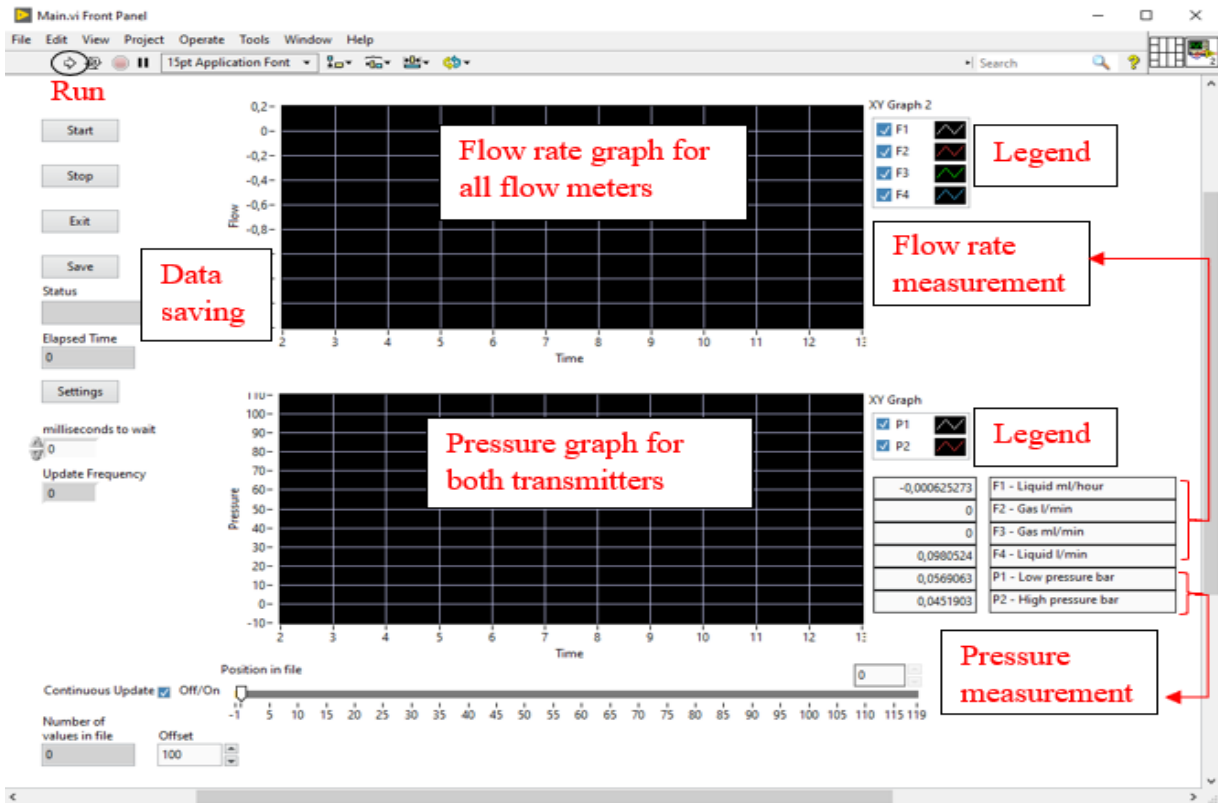 Main.vi Front Panel
File Edit View Project Operate Tools Window Help
15pt Application Font
Search
2
Run
Start
Stop
Exit
Save
Status
Data
saving
Elapsed Time
0
Settings
milliseconds to wait
0
Update Frequency
0
0,2
0
-0,2
-0,4
-0,6
-0,8
Flow
Flow rate graph for
all flow meters
2 3 4 5 6 7 8 9 10 11 12 13
Time
XY Graph 2
F1
F2
F3
F4
Legend
Flow rate
measurement
110
100
90
80
70
60
50
40
30
20
10
0
-10
Pressure
Pressure graph for
both transmitters
2 3 4 5 6 7 8 9 10 11 12 13
Time
XY Graph
P1
P2
Legend
-0,000625273 F1 - Liquid ml/hour
0 F2 - Gas l/min
0 F3 - Gas ml/min
0,0980524 F4 - Liquid l/min
0,0569063 P1 - Low pressure bar
0,0451903 P2 - High pressure bar
Pressure
measurement
Position in file
0
Continuous Update Off/On
-1 5 10 15 20 25 30 35 40 45 50 55 60 65 70 75 80 85 90 95 100 105 110 115 119
Number of
values in file
0
Offset
100